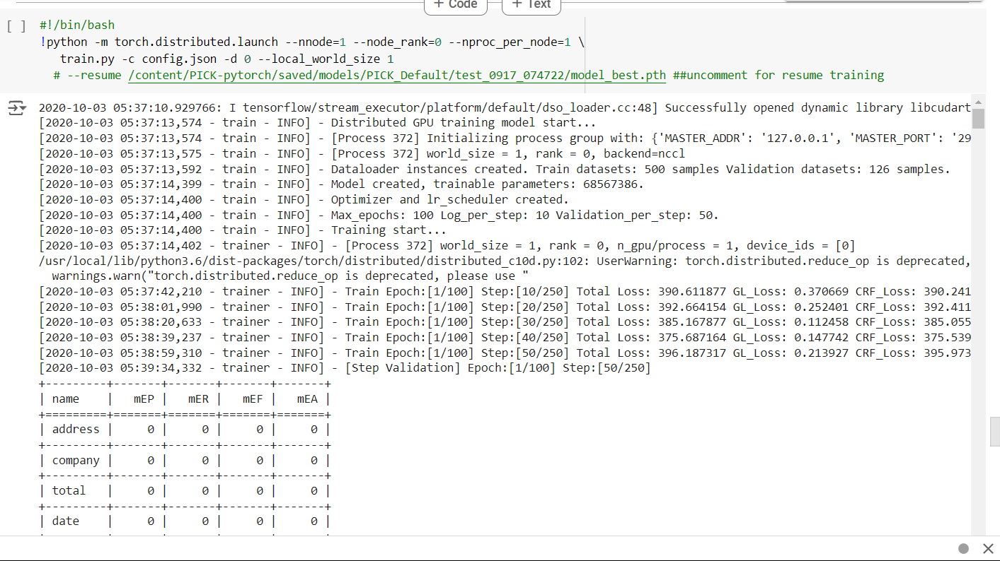 + Code + Text
[ ] #!/bin/bash
!python -m torch.distributed.launch --nnode=1 --node_rank=0 --nproc_per_node=1 \
train.py -c config.json -d 0 --local_world_size 1
# --resume /content/PICK-pytorch/saved/models/PICK_Default/test_0917_074722/model_best.pth ##uncomment for resume training
2020-10-03 05:37:10.929766: I tensorflow/stream_executor/platform/default/dso_loader.cc:48] Successfully opened dynamic library libcudart
[2020-10-03 05:37:13,574 - train - INFO] - Distributed GPU training model start...
[2020-10-03 05:37:13,574 - train - INFO] - [Process 372] Initializing process group with: {'MASTER_ADDR': '127.0.0.1', 'MASTER_PORT': '29
[2020-10-03 05:37:13,575 - train - INFO] - [Process 372] world_size = 1, rank = 0, backend=nccl
[2020-10-03 05:37:13,592 - train - INFO] - Dataloader instances created. Train datasets: 500 samples Validation datasets: 126 samples.
[2020-10-03 05:37:14,399 - train - INFO] - Model created, trainable parameters: 68567386.
[2020-10-03 05:37:14,400 - train - INFO] - Optimizer and lr_scheduler created.
[2020-10-03 05:37:14,400 - train - INFO] - Max_epochs: 100 Log_per_step: 10 Validation_per_step: 50.
[2020-10-03 05:37:14,400 - train - INFO] - Training start...
[2020-10-03 05:37:14,402 - trainer - INFO] - [Process 372] world_size = 1, rank = 0, n_gpu/process = 1, device_ids = [0]
/usr/local/lib/python3.6/dist-packages/torch/distributed/distributed_c10d.py:102: UserWarning: torch.distributed.reduce_op is deprecated,
warnings.warn("torch.distributed.reduce_op is deprecated, please use "
[2020-10-03 05:37:42,210 - trainer - INFO] - Train Epoch:[1/100] Step:[10/250] Total Loss: 390.611877 GL_Loss: 0.370669 CRF_Loss: 390.241
[2020-10-03 05:38:01,990 - trainer - INFO] - Train Epoch:[1/100] Step:[20/250] Total Loss: 392.664154 GL_Loss: 0.252401 CRF_Loss: 392.411
[2020-10-03 05:38:20,633 - trainer - INFO] - Train Epoch:[1/100] Step:[30/250] Total Loss: 385.167877 GL_Loss: 0.112458 CRF_Loss: 385.055
[2020-10-03 05:38:39,237 - trainer - INFO] - Train Epoch:[1/100] Step:[40/250] Total Loss: 375.687164 GL_Loss: 0.147742 CRF_Loss: 375.539
[2020-10-03 05:38:59,310 - trainer - INFO] - Train Epoch:[1/100] Step:[50/250] Total Loss: 396.187317 GL_Loss: 0.213927 CRF_Loss: 395.973
[2020-10-03 05:39:34,332 - trainer - INFO] - [Step Validation] Epoch:[1/100] Step:[50/250]
+---------+-------+-------+-------+-------+
| name    |   mEP |   mER |   mEF |   mEA |
+=========+=======+=======+=======+=======+
| address |     0 |     0 |     0 |     0 |
+---------+-------+-------+-------+-------+
| company |     0 |     0 |     0 |     0 |
+---------+-------+-------+-------+-------+
| total   |     0 |     0 |     0 |     0 |
+---------+-------+-------+-------+-------+
| date    |     0 |     0 |     0 |     0 |